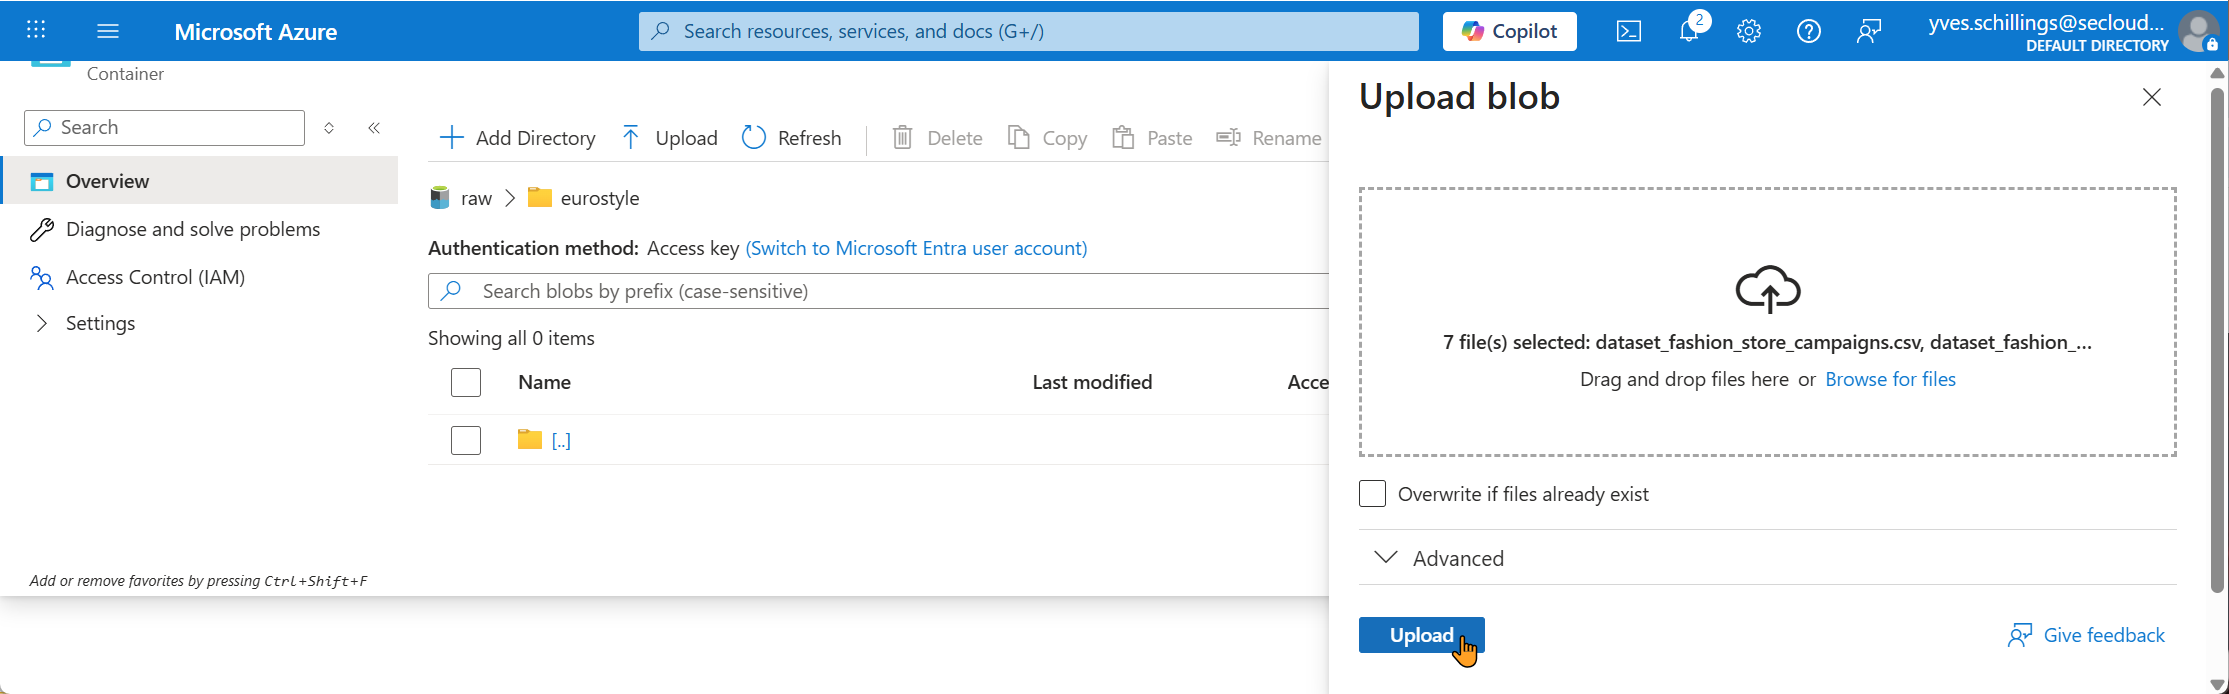 Microsoft Azure
Search resources, services, and docs (G+/)
Copilot
2
yves.schillings@secloud...
DEFAULT DIRECTORY
Container
Search
Overview
Diagnose and solve problems
Access Control (IAM)
Settings
Add or remove favorites by pressing Ctrl+Shift+F
Add Directory
Upload
Refresh
Delete
Copy
Paste
Rename
raw > eurostyle
Authentication method: Access key (Switch to Microsoft Entra user account)
Search blobs by prefix (case-sensitive)
Showing all 0 items
Name
Last modified
Acce
[..]
Upload blob
7 file(s) selected: dataset_fashion_store_campaigns.csv, dataset_fashion_...
Drag and drop files here or Browse for files
Overwrite if files already exist
Advanced
Upload
Give feedback